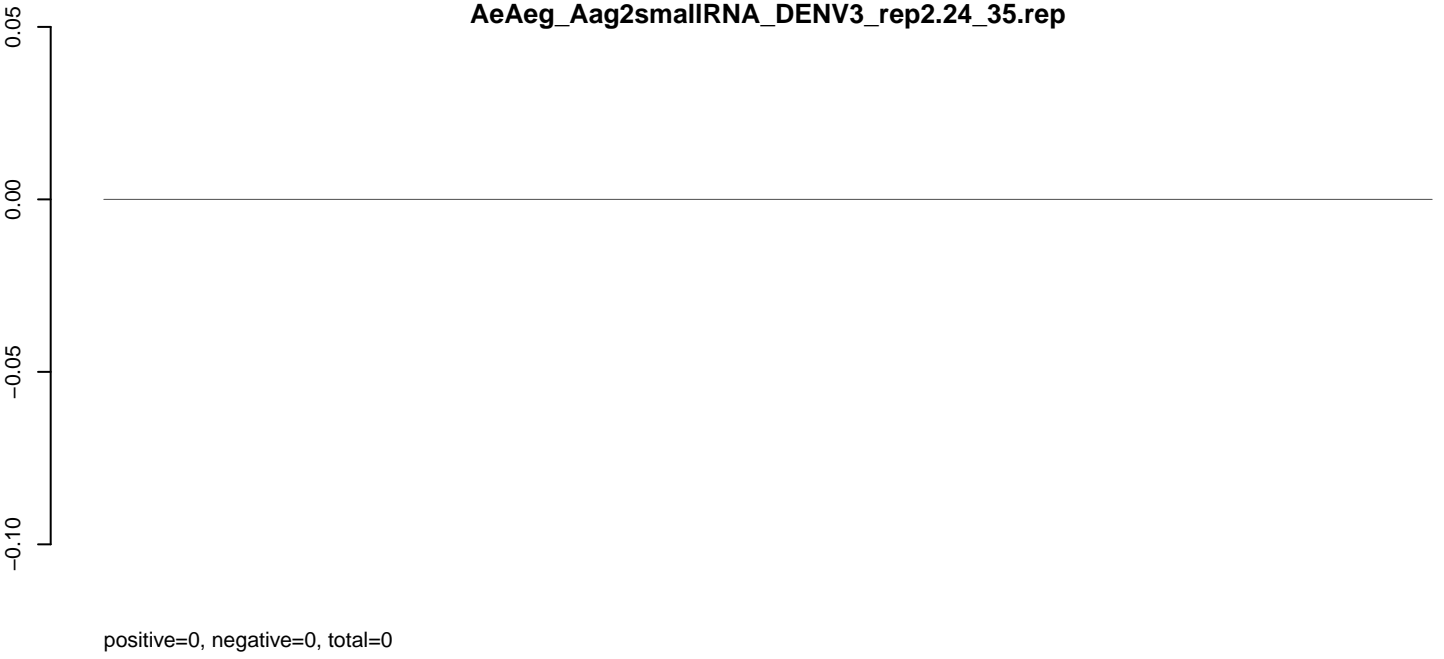 AeAeg_Aag2smallRNA_DENV3_rep2.24_35.rep
0.05
0.00
−0.05
−0.10
positive=0, negative=0, total=0